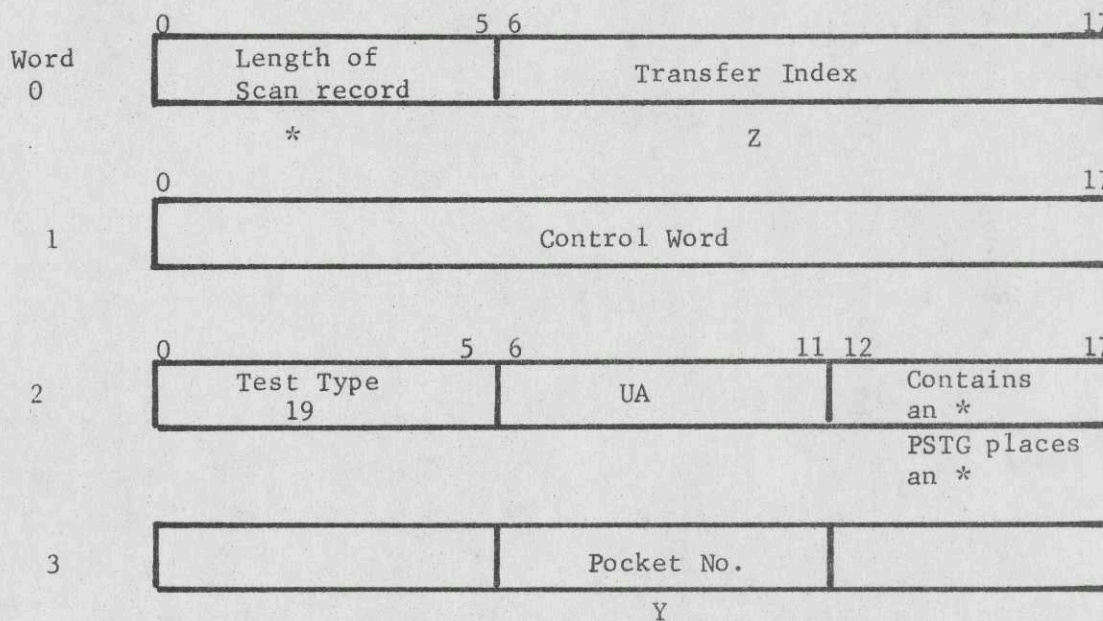 0 5 6 17
Word
0
Length of
Scan record
Transfer Index
* Z
0 17
1
Control Word
0 5 6 11 12 17
2
Test Type
19
UA
Contains
an *
PSTG places
an *
3
Pocket No.
Y